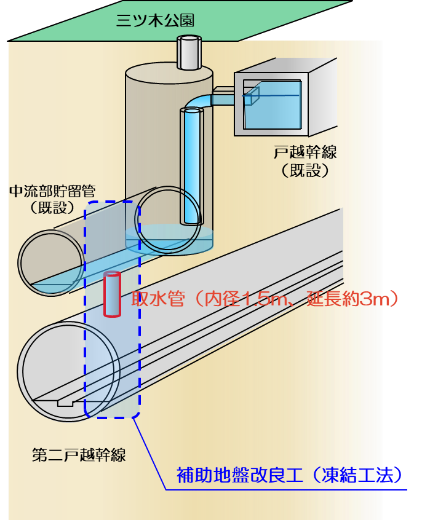 三ツ木公園
戸越幹線
（既設）
中流部貯留管
（既設）
取水管（内径1.5m、延長約3m）
第二戸越幹線
補助地盤改良工（凍結工法）